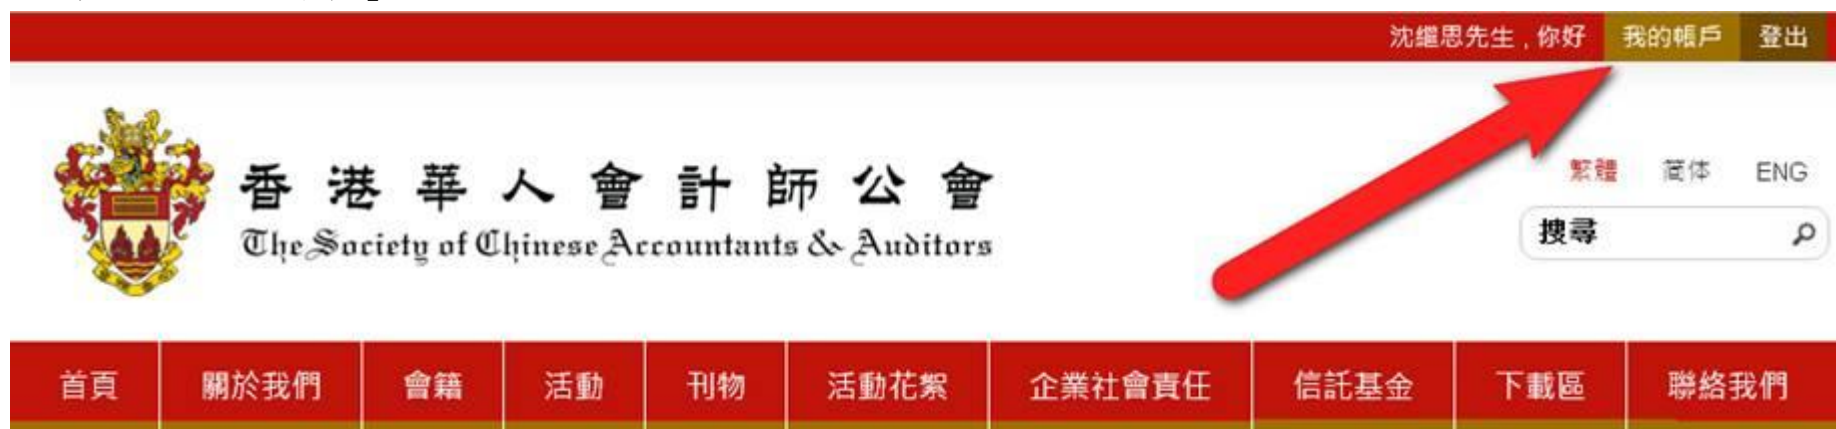 沈繼思先生 , 你好 我的帳戶 登出
香港華人會計師公會
The Society of Chinese Accountants & Auditors
繁體 简体 ENG
搜尋
首頁 關於我們 會籍 活動 刊物 活動花絮 企業社會責任 信託基金 下載區 聯絡我們